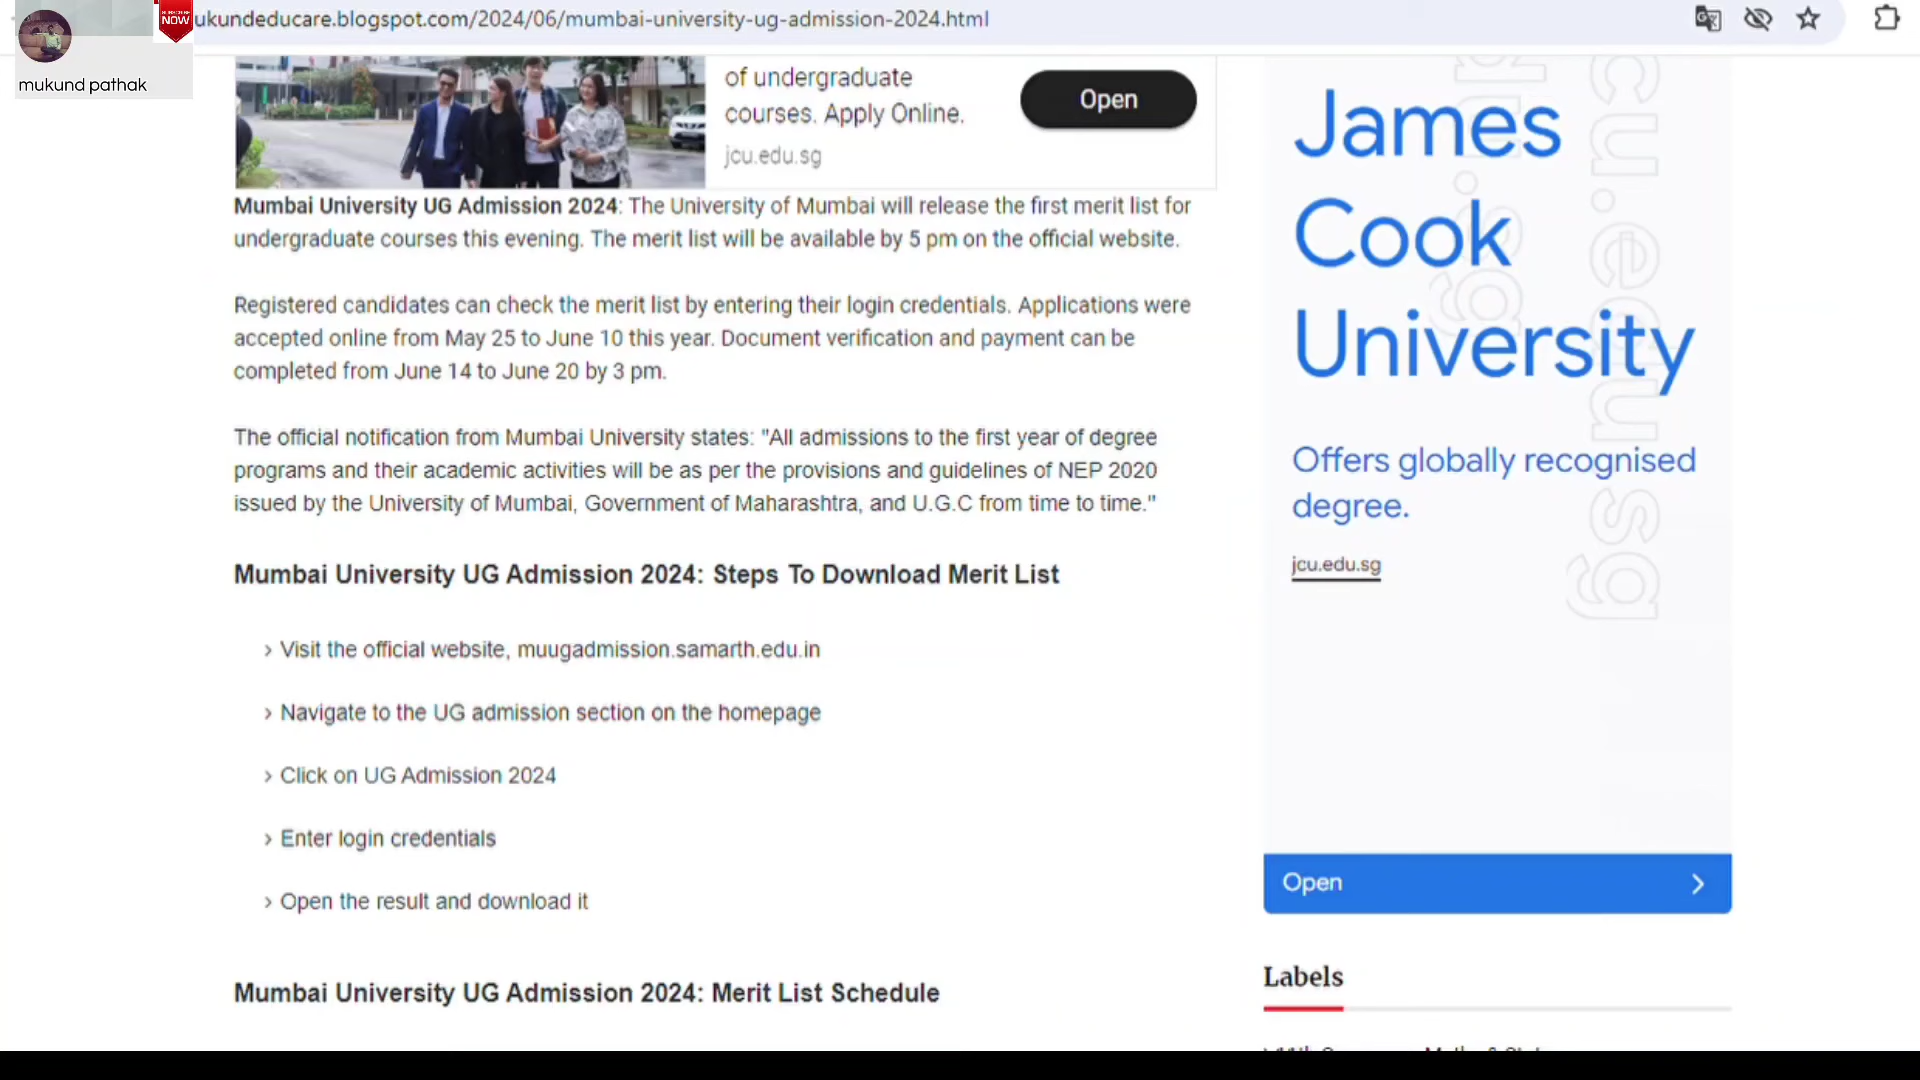 ukundeducare.blogspot.com/2024/06/mumbai-university-ug-admission-2024.html
SUBSCRIBE
NOW
mukund pathak
of undergraduate
courses. Apply Online.
jcu.edu.sg
Open
Mumbai University UG Admission 2024: The University of Mumbai will release the first merit list for
undergraduate courses this evening. The merit list will be available by 5 pm on the official website.
Registered candidates can check the merit list by entering their login credentials. Applications were
accepted online from May 25 to June 10 this year. Document verification and payment can be
completed from June 14 to June 20 by 3 pm.
The official notification from Mumbai University states: "All admissions to the first year of degree
programs and their academic activities will be as per the provisions and guidelines of NEP 2020
issued by the University of Mumbai, Government of Maharashtra, and U.G.C from time to time."
Mumbai University UG Admission 2024: Steps To Download Merit List
› Visit the official website, muugadmission.samarth.edu.in
› Navigate to the UG admission section on the homepage
› Click on UG Admission 2024
› Enter login credentials
› Open the result and download it
Mumbai University UG Admission 2024: Merit List Schedule
James
Cook
University
Offers globally recognised
degree.
jcu.edu.sg
cu.edu.sg
Open
Labels